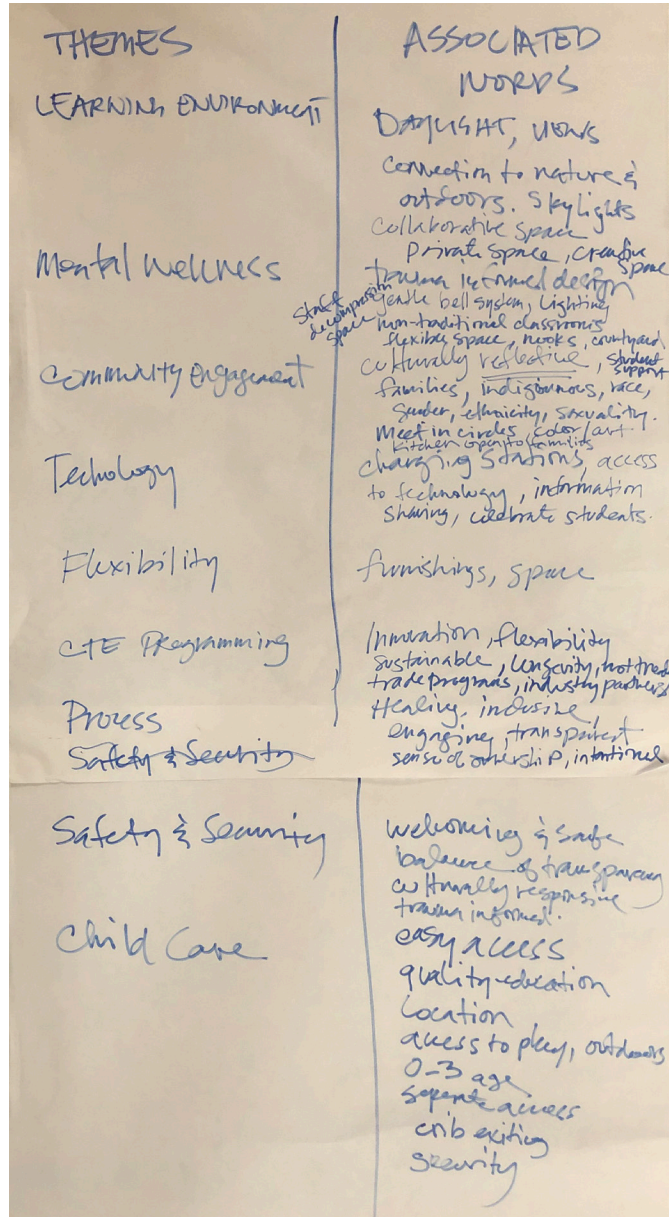 THEMES
ASSOCIATED
WORDS
LEARNING ENVIRONMENT
DAYLIGHT, views
connection to nature &
outdoors. Skylights
collaborative space
private space, creative
space
Mental Wellness
trauma informed design
gentle bell system, lighting
Staff
decompression
space
non-traditional classrooms
flexible space, nooks, courtyard
Community Engagement
culturally reflective, student
support
families, indigenous, race,
gender, ethnicity, sexuality.
Meet in circles, color/art
kitchen open to families
Techology
charging stations, access
to technology, information
sharing, celebrate students.
Flexibility
furnishings, space
CTE Programming
Innovation, flexibility
sustainable, longevity, not trendy
trade programs, industry partners
Process
Healing, inclusive,
engaging, transparent
sense of ownership, intentional
Safety & Security
Safety & Security
welcoming & safe
balance of transparency
culturally responsive
trauma informed.
Child Care
easy access
quality education
location
access to play, outdoors
0-3 age
separate access
crib exiting
security